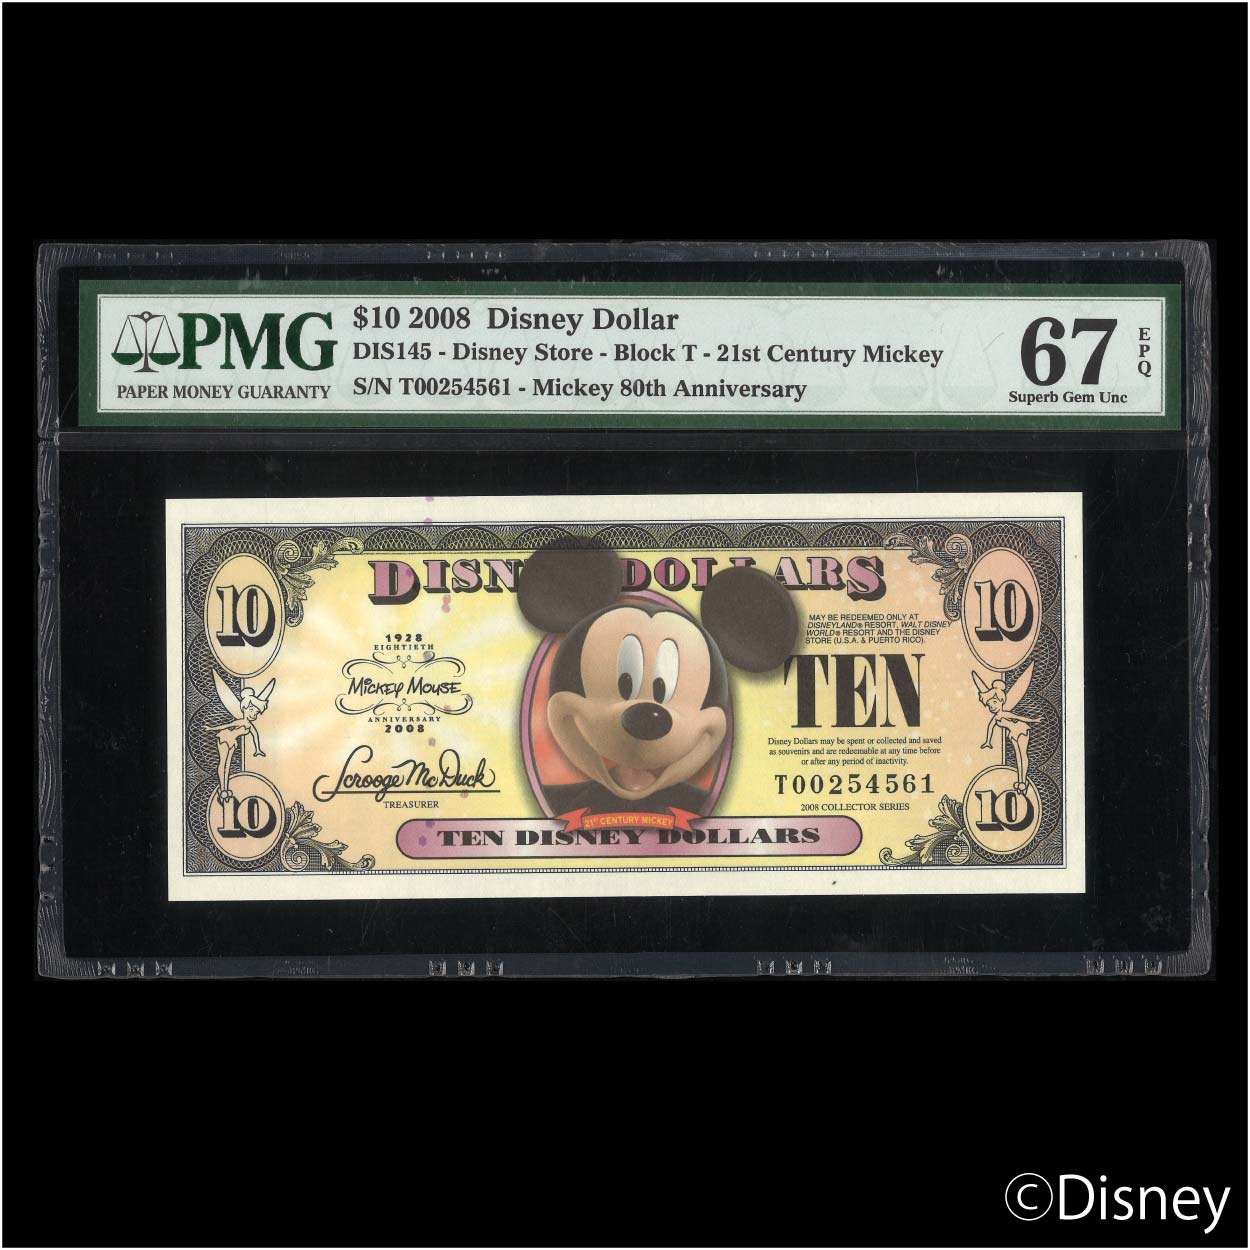 PMG
PAPER MONEY GUARANTY
$10 2008 Disney Dollar
DIS145 - Disney Store - Block T - 21st Century Mickey
S/N T00254561 - Mickey 80th Anniversary
67
EPQ
Superb Gem Unc
DISN DOLLARS
10
10
1928
EIGHTIETH
MICKEY MOUSE
ANNIVERSARY
2008
Scrooge McDuck
TREASURER
MAY BE REDEEMED ONLY AT
DISNEYLAND® RESORT, WALT DISNEY
WORLD® RESORT AND THE DISNEY
STORE (U.S.A. & PUERTO RICO).
TEN
Disney Dollars may be spent or collected and saved
as souvenirs and are redeemable at any time before
or after any period of inactivity.
T00254561
2008 COLLECTOR SERIES
10
10
21ST CENTURY MICKEY
TEN DISNEY DOLLARS
©Disney